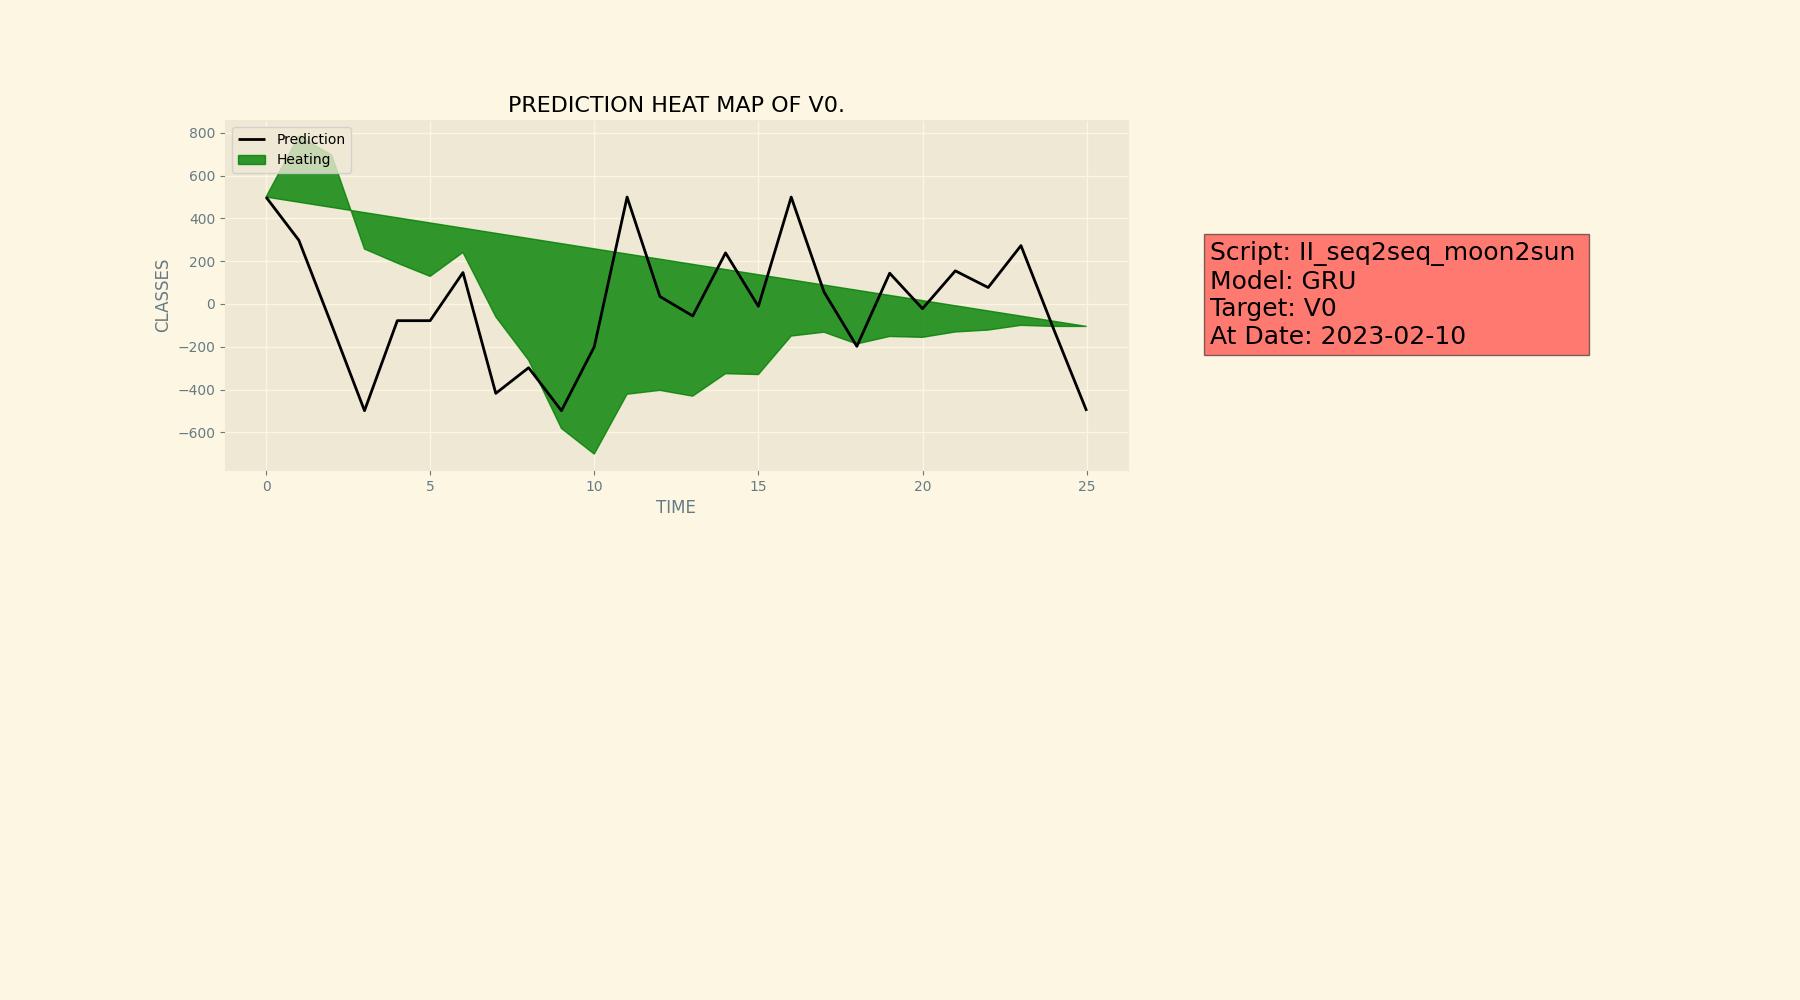 PREDICTION HEAT MAP OF V0.
800
600
400
200
0
−200
−400
−600
CLASSES
Prediction
Heating
0 5 10 15 20 25
TIME
Script: II_seq2seq_moon2sun
Model: GRU
Target: V0
At Date: 2023-02-10